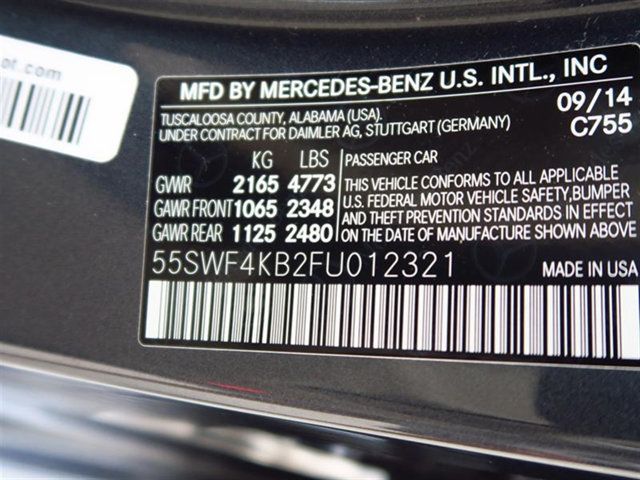 ot.com
MFD BY MERCEDES-BENZ U.S. INTL., INC
TUSCALOOSA COUNTY, ALABAMA (USA). 09/14
UNDER CONTRACT FOR DAIMLER AG, STUTTGART (GERMANY) C755
KG LBS PASSENGER CAR
GVWR 2165 4773 THIS VEHICLE CONFORMS TO ALL APPLICABLE
GAWR FRONT 1065 2348 U.S. FEDERAL MOTOR VEHICLE SAFETY, BUMPER
GAWR REAR 1125 2480 AND THEFT PREVENTION STANDARDS IN EFFECT
ON THE DATE OF MANUFACTURE SHOWN ABOVE
55SWF4KB2FU012321 MADE IN USA